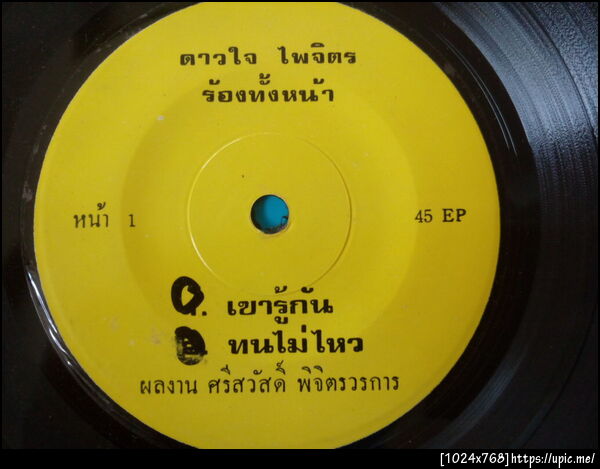 ดาวใจ ไพจิตร
ร้องทั้งหน้า
หน้า 1
45 EP
เขารู้กัน
ทนไม่ไหว
ผลงาน ศรีสวัสดิ์ พิจิตรวรการ
[1024x768]https://upic.me/